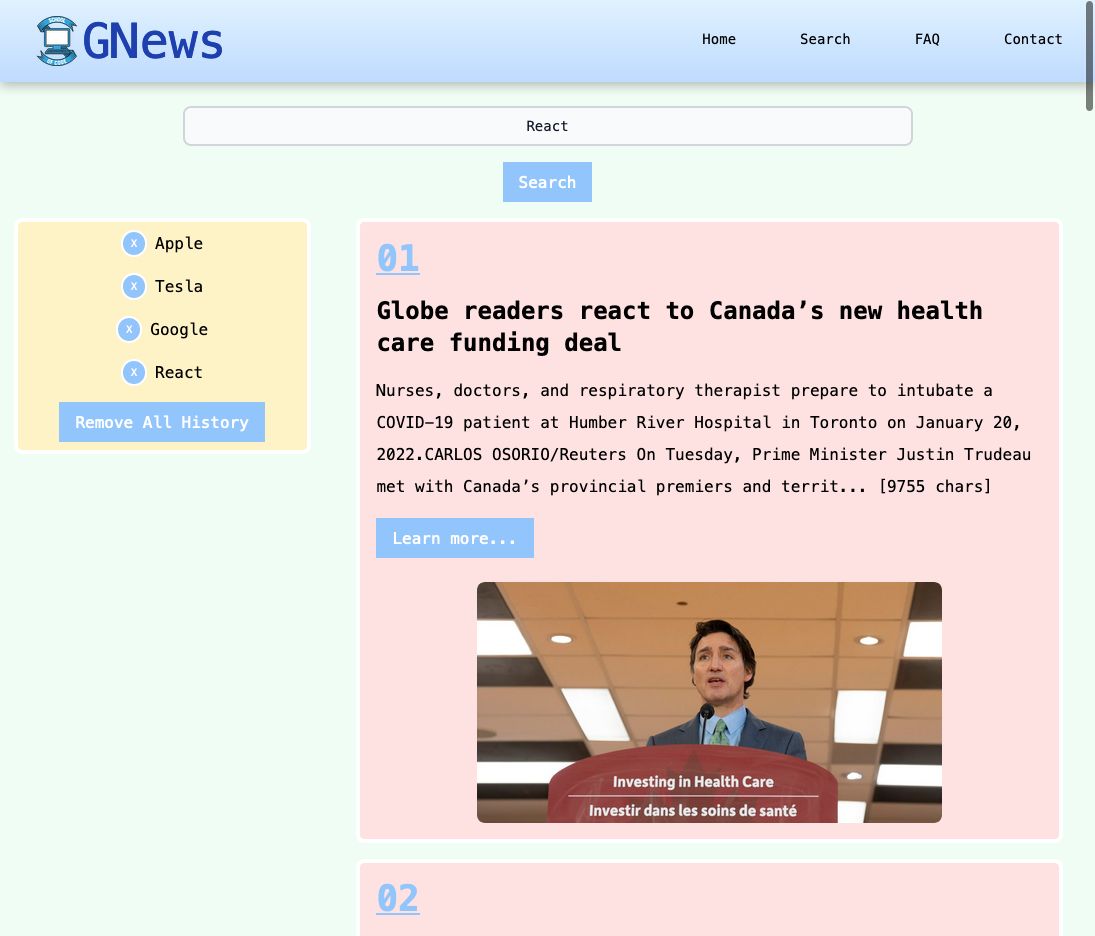 SCHOOL
OF CODE
GNews
Home
Search
FAQ
Contact
React
Search
X Apple
X Tesla
X Google
X React
Remove All History
01
Globe readers react to Canada’s new health
care funding deal
Nurses, doctors, and respiratory therapist prepare to intubate a
COVID-19 patient at Humber River Hospital in Toronto on January 20,
2022.CARLOS OSORIO/Reuters On Tuesday, Prime Minister Justin Trudeau
met with Canada’s provincial premiers and territ... [9755 chars]
Learn more...
Investing in Health Care
Investir dans les soins de santé
02